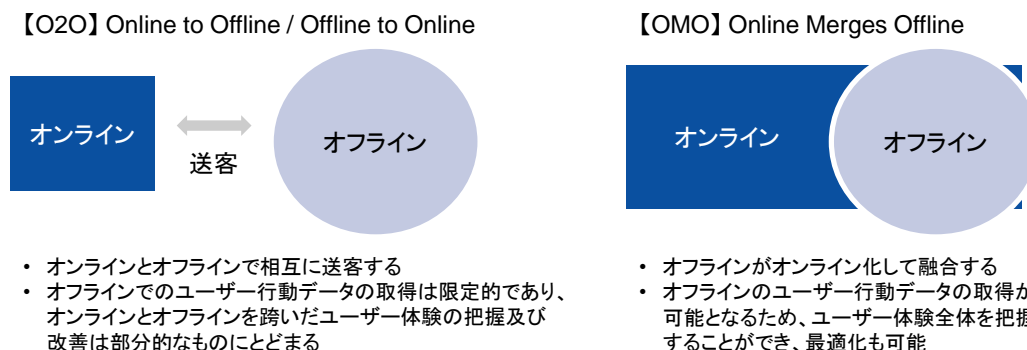 【O2O】 Online to Offline / Offline to Online
オンライン
送客
オフライン
・ オンラインとオフラインで相互に送客する
・ オフラインでのユーザー行動データの取得は限定的であり、
オンラインとオフラインを跨いだユーザー体験の把握及び
改善は部分的なものにとどまる
【OMO】 Online Merges Offline
オンライン
オフライン
・ オフラインがオンライン化して融合する
・ オフラインのユーザー行動データの取得が
可能となるため、ユーザー体験全体を把握
することができ、最適化も可能